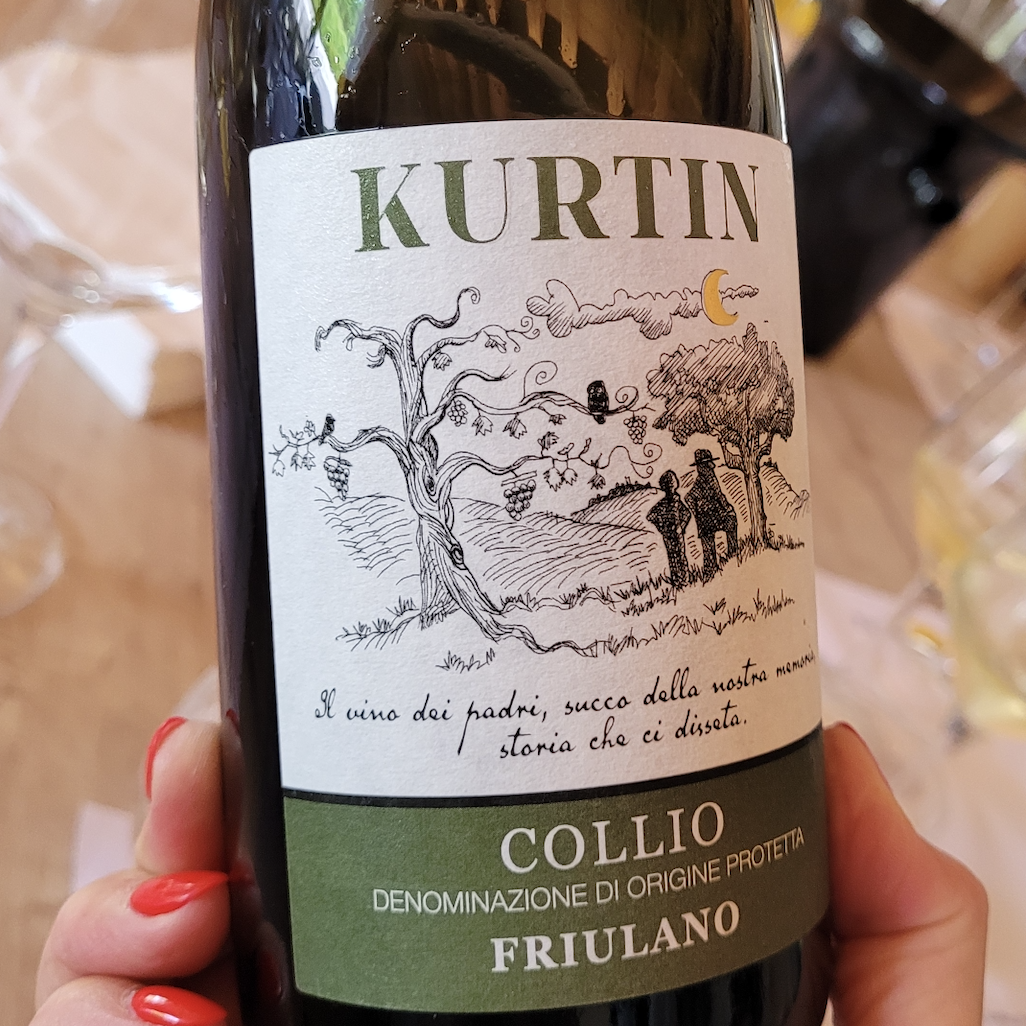 KURTIN
Il vino dei padri, succo della nostra memoria,
storia che ci disseta.
COLLIO
DENOMINAZIONE DI ORIGINE PROTETTA
FRIULANO